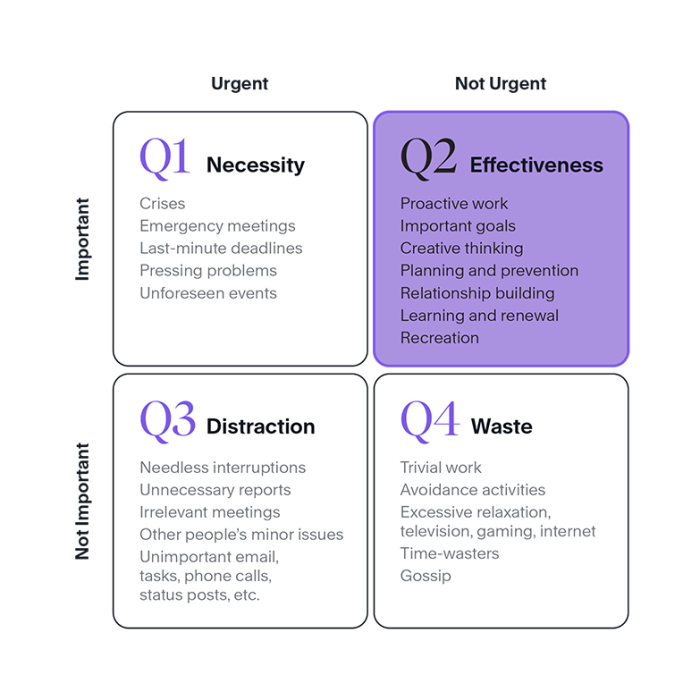 Urgent
Not Urgent
Important
Q1 Necessity
Crises
Emergency meetings
Last-minute deadlines
Pressing problems
Unforeseen events
Q2 Effectiveness
Proactive work
Important goals
Creative thinking
Planning and prevention
Relationship building
Learning and renewal
Recreation
Not Important
Q3 Distraction
Needless interruptions
Unnecessary reports
Irrelevant meetings
Other people's minor issues
Unimportant email,
tasks, phone calls,
status posts, etc.
Q4 Waste
Trivial work
Avoidance activities
Excessive relaxation,
television, gaming, internet
Time-wasters
Gossip